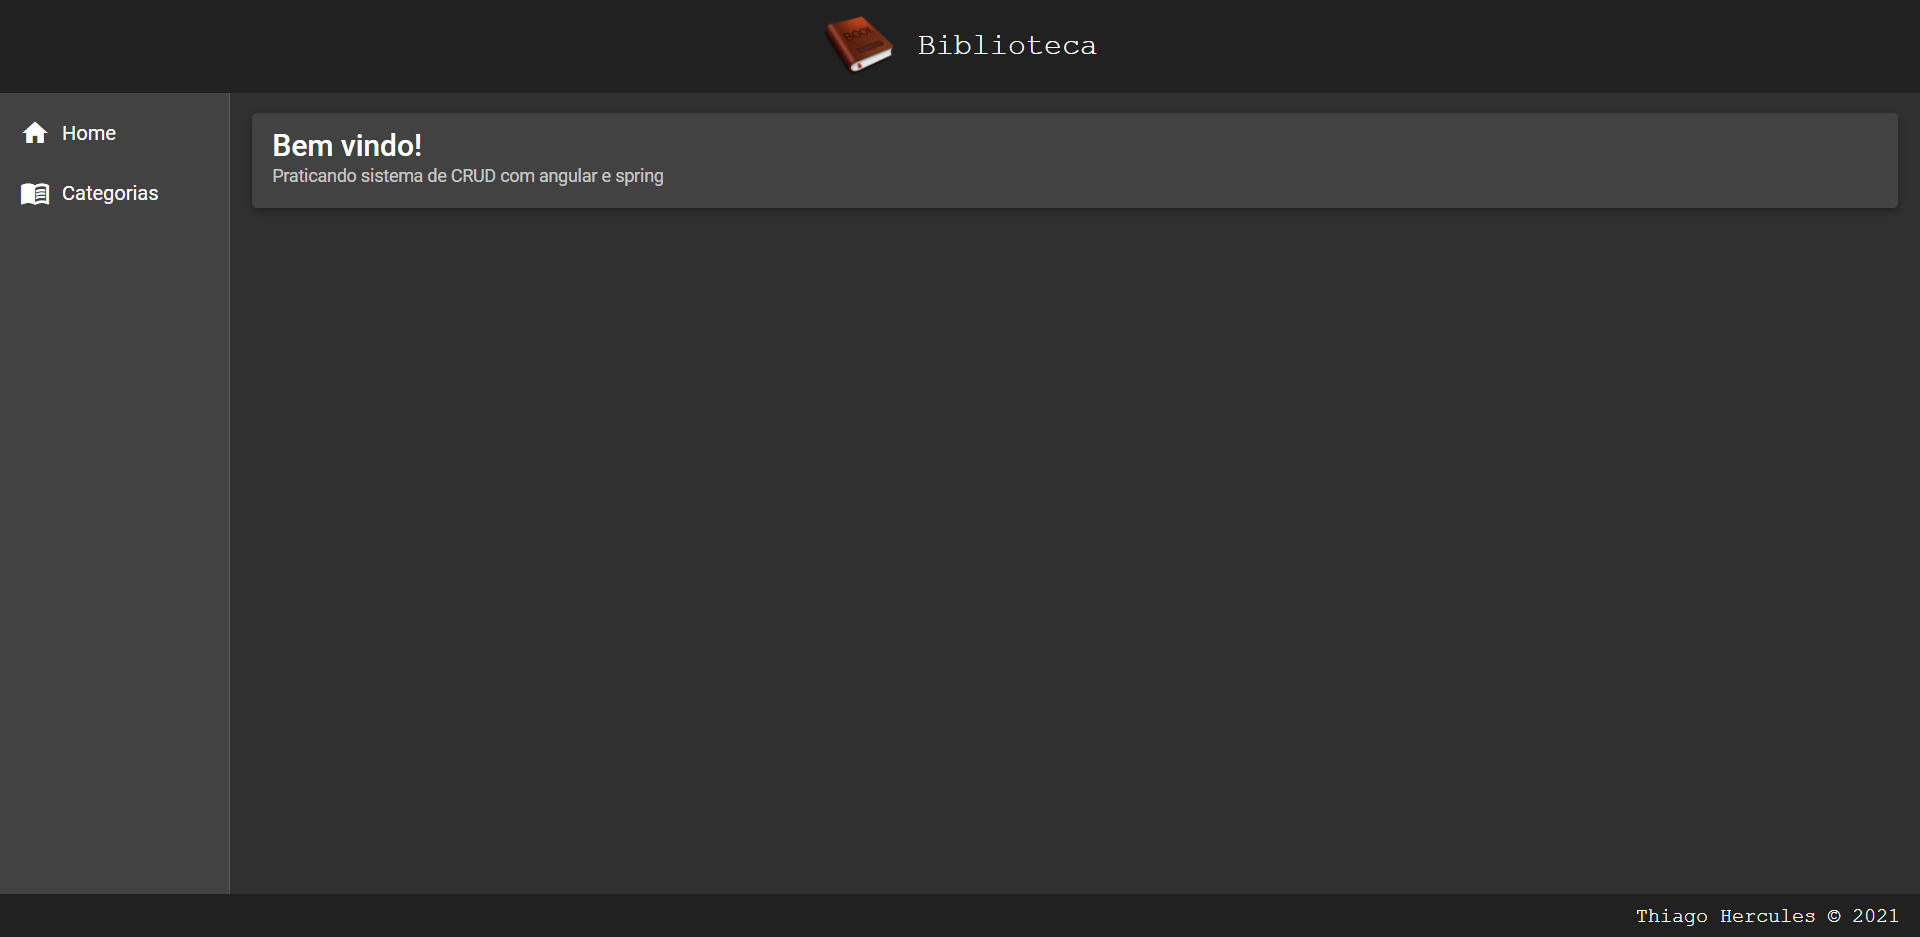 BOOK
Biblioteca
Home
Categorias
Bem vindo!
Praticando sistema de CRUD com angular e spring
Thiago Hercules © 2021